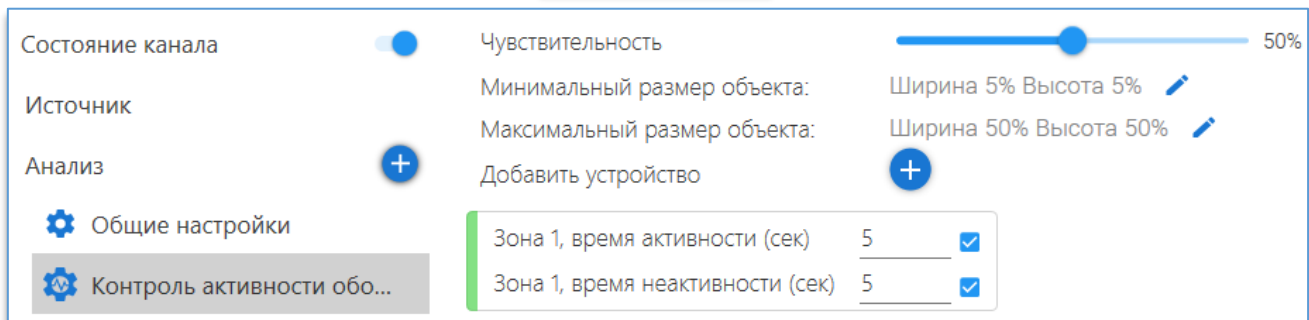 Состояние канала
Источник
Анализ
Общие настройки
Контроль активности обо...
Чувствительность 50%
Минимальный размер объекта: Ширина 5% Высота 5%
Максимальный размер объекта: Ширина 50% Высота 50%
Добавить устройство
Зона 1, время активности (сек) 5
Зона 1, время неактивности (сек) 5